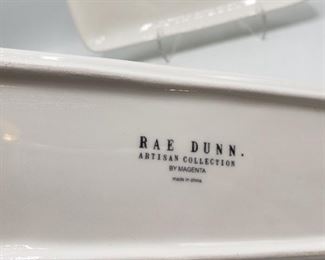 RAE DUNN.
ARTISAN COLLECTION
BY MAGENTA
made in china